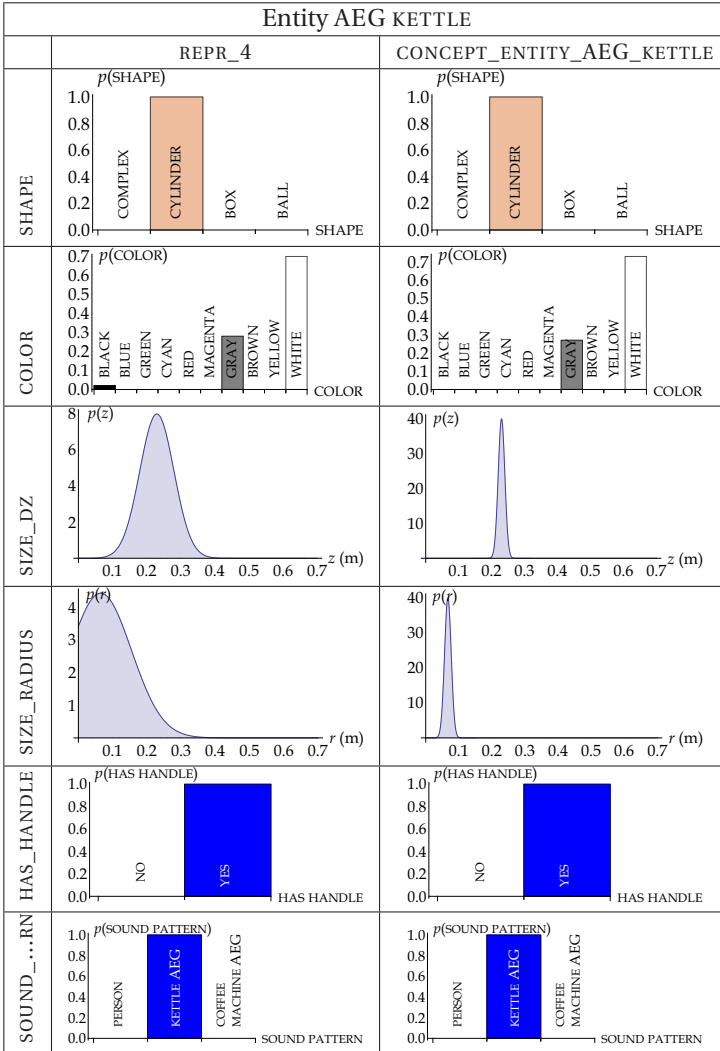 Entity AEG KETTLE
REPR_4 CONCEPT_ENTITY_AEG_KETTLE
SHAPE
p(SHAPE)
1.0
0.8
0.6
0.4
0.2
0.0
COMPLEX
CYLINDER
BOX
BALL
SHAPE
p(SHAPE)
1.0
0.8
0.6
0.4
0.2
0.0
COMPLEX
CYLINDER
BOX
BALL
SHAPE
COLOR
p(COLOR)
0.7
0.6
0.5
0.4
0.3
0.2
0.1
0.0
BLACK
BLUE
GREEN
CYAN
RED
MAGENTA
GRAY
BROWN
YELLOW
WHITE
COLOR
p(COLOR)
0.7
0.6
0.5
0.4
0.3
0.2
0.1
0.0
BLACK
BLUE
GREEN
CYAN
RED
MAGENTA
GRAY
BROWN
YELLOW
WHITE
COLOR
SIZE_DZ
p(z)
8
6
4
2
0.1 0.2 0.3 0.4 0.5 0.6 0.7
z (m)
p(z)
40
30
20
10
0.1 0.2 0.3 0.4 0.5 0.6 0.7
z (m)
SIZE_RADIUS
p(r)
4
3
2
1
0.1 0.2 0.3 0.4 0.5 0.6 0.7
r (m)
p(r)
40
30
20
10
0.1 0.2 0.3 0.4 0.5 0.6 0.7
r (m)
HAS_HANDLE
p(HAS HANDLE)
1.0
0.8
0.6
0.4
0.2
0.0
NO
YES
HAS HANDLE
p(HAS HANDLE)
1.0
0.8
0.6
0.4
0.2
0.0
NO
YES
HAS HANDLE
SOUND_...RN
p(SOUND PATTERN)
1.0
0.8
0.6
0.4
0.2
0.0
PERSON
KETTLE AEG
COFFEE
MACHINE AEG
SOUND PATTERN
p(SOUND PATTERN)
1.0
0.8
0.6
0.4
0.2
0.0
PERSON
KETTLE AEG
COFFEE
MACHINE AEG
SOUND PATTERN